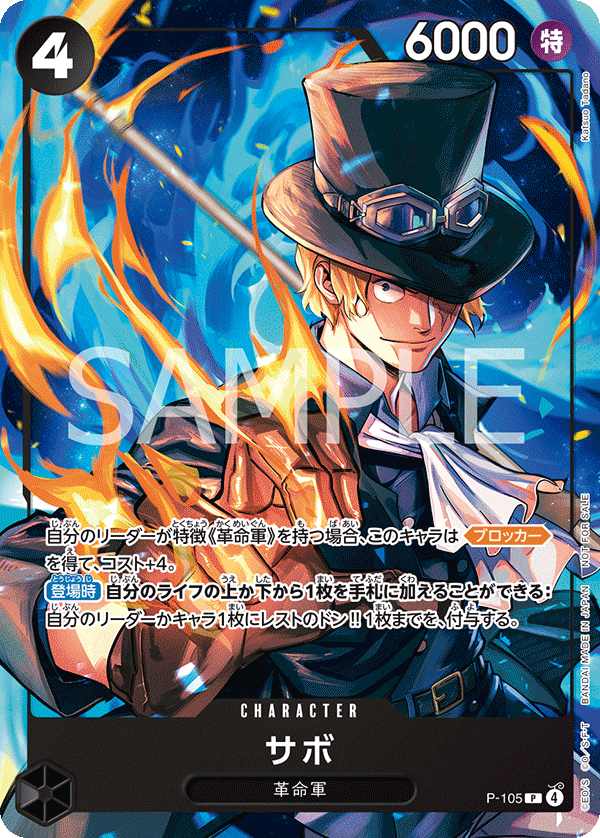 4
6000
特
Katsuo Tadano
SAMPLE
自分のリーダーが特徴《革命軍》を持つ場合、このキャラは ブロッカー
を得て、コスト+4。
登場時 自分のライフの上か下から1枚を手札に加えることができる:
自分のリーダーかキャラ1枚にレストのドン!!1枚までを、付与する。
CHARACTER
サボ
革命軍
P-105 P 4
©E.O/S ©O./S・F・T BANDAI MADE IN JAPAN NOT FOR SALE